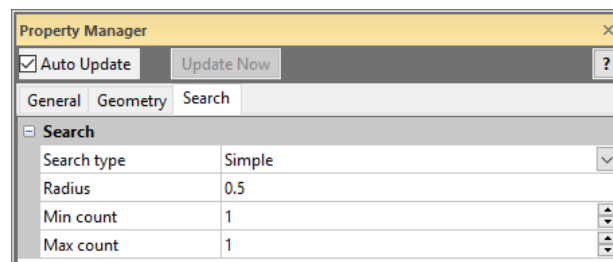 Property Manager
Auto Update Update Now ?
General Geometry Search
Search
Search type Simple
Radius 0.5
Min count 1
Max count 1